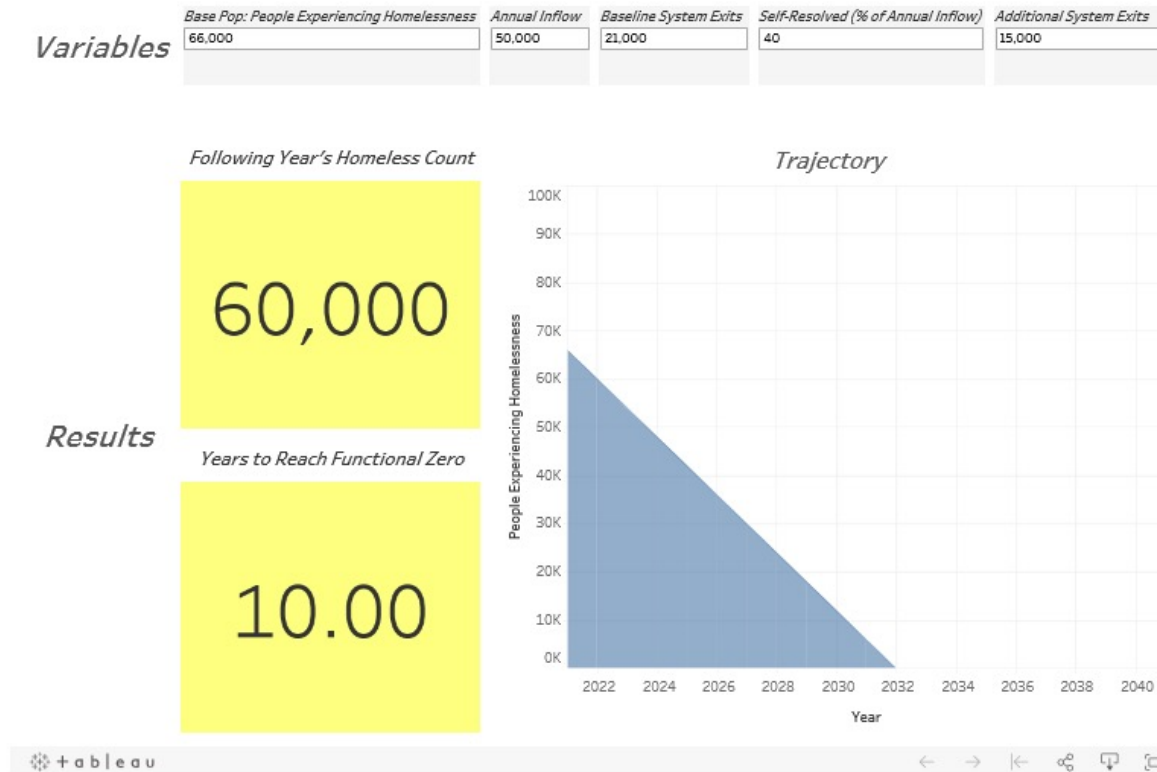 Variables
Base Pop: People Experiencing Homelessness
66,000
Annual Inflow
50,000
Baseline System Exits
21,000
Self-Resolved (% of Annual Inflow)
40
Additional System Exits
15,000
Results
Following Year's Homeless Count
60,000
Years to Reach Functional Zero
10.00
Trajectory
People Experiencing Homelessness
100K
90K
80K
70K
60K
50K
40K
30K
20K
10K
0K
2022 2024 2026 2028 2030 2032 2034 2036 2038 2040
Year
+ableau